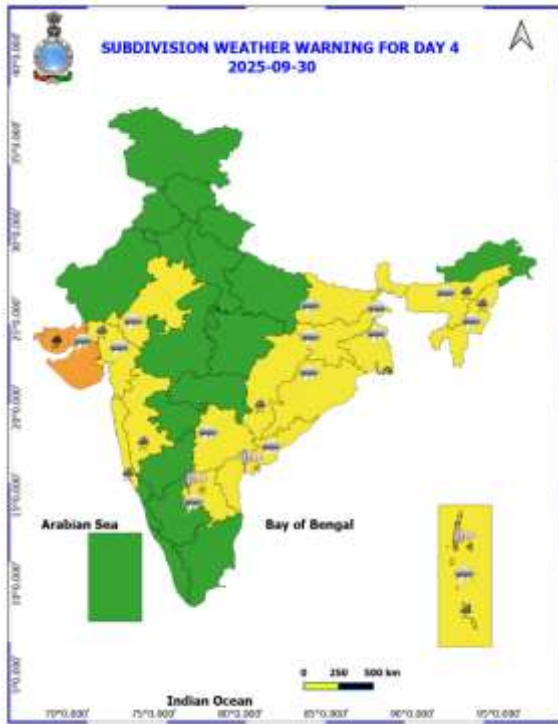 SUBDIVISION WEATHER WARNING FOR DAY 4
2025-09-30
Arabian Sea
Bay of Bengal
0 250 500 km
Indian Ocean
70°0.000' 75°0.000' 80°0.000' 85°0.000' 90°0.000' 95°0.000'